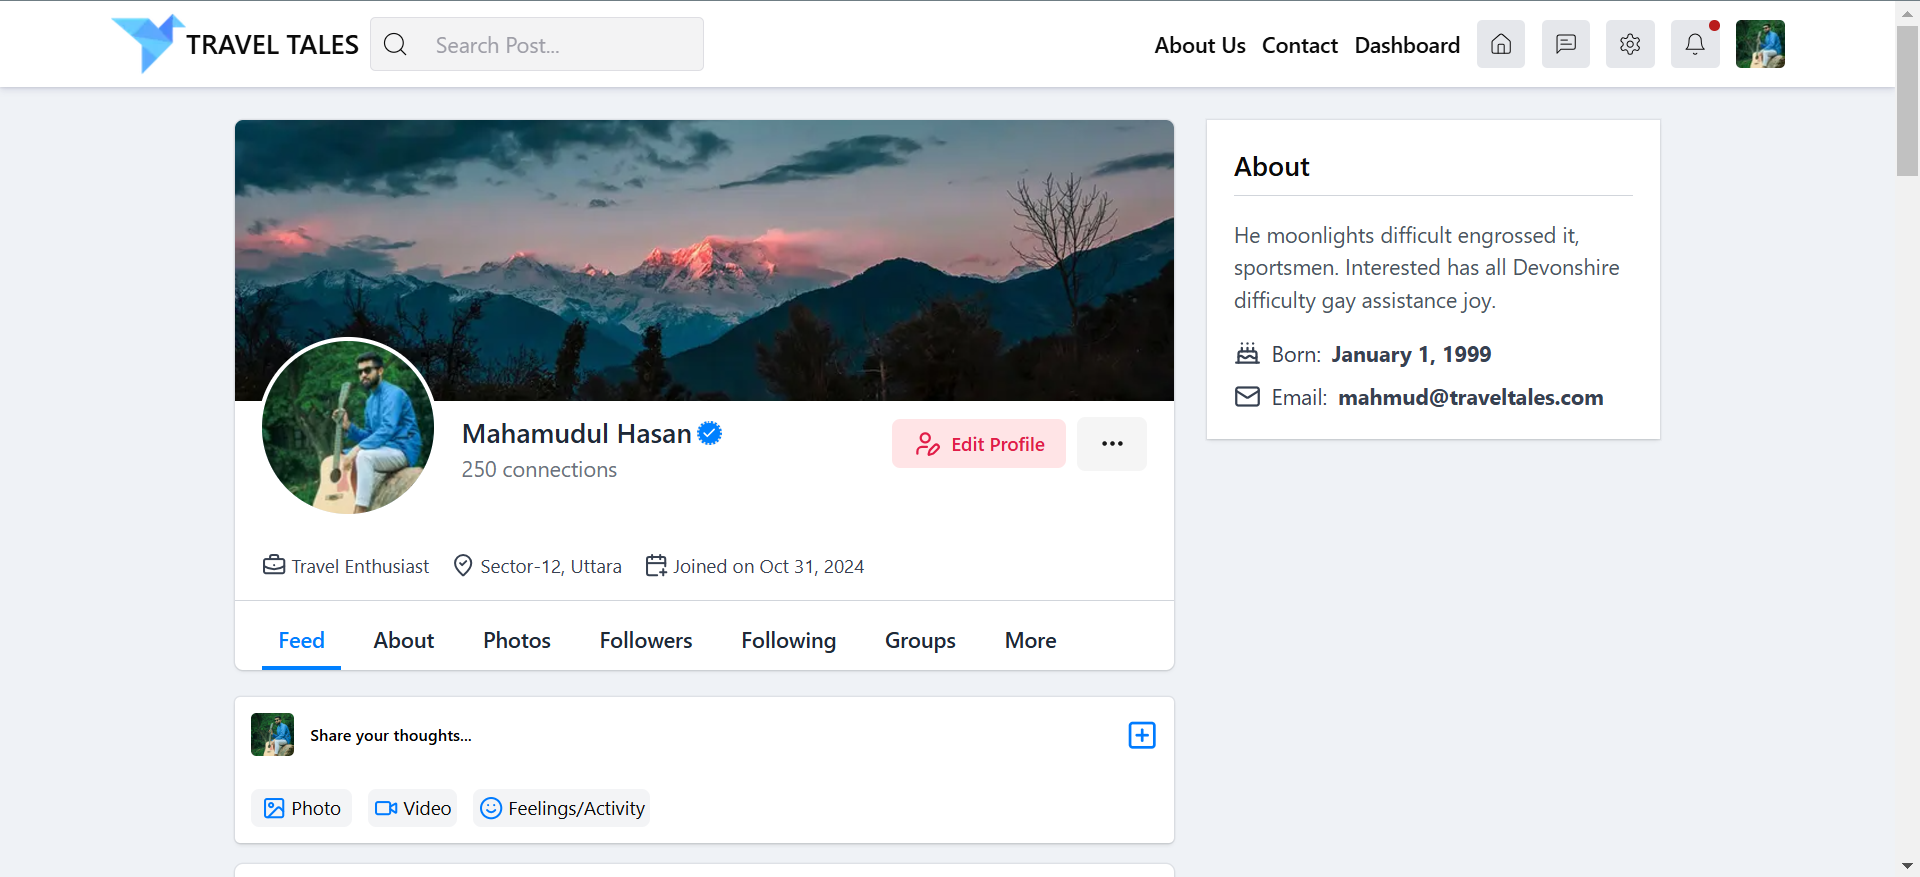 TRAVEL TALES
Search Post...
About Us
Contact
Dashboard
Mahamudul Hasan
250 connections
Edit Profile
Travel Enthusiast
Sector-12, Uttara
Joined on Oct 31, 2024
Feed
About
Photos
Followers
Following
Groups
More
Share your thoughts...
Photo
Video
Feelings/Activity
About
He moonlights difficult engrossed it,
sportsmen. Interested has all Devonshire
difficulty gay assistance joy.
Born: January 1, 1999
Email: mahmud@traveltales.com